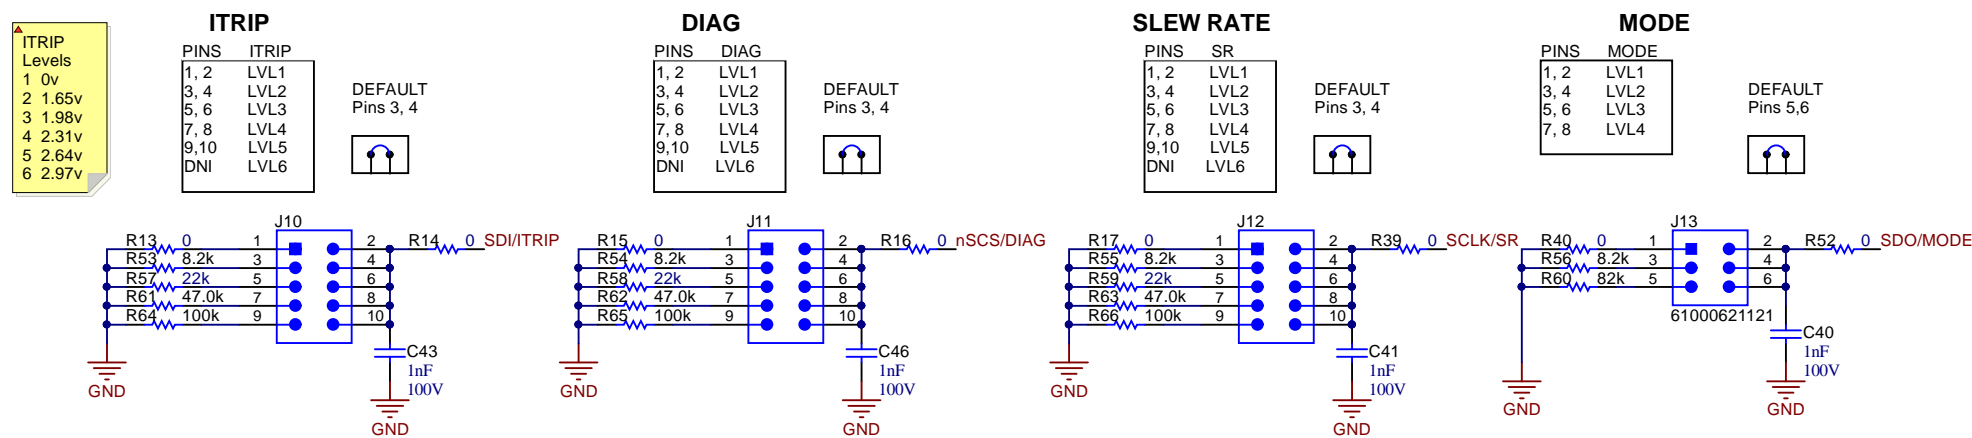 ITRIP
Levels
1 0v
2 1.65v
3 1.98v
4 2.31v
5 2.64v
6 2.97v
ITRIP
PINS ITRIP
1, 2 LVL1
3, 4 LVL2
5, 6 LVL3
7, 8 LVL4
9,10 LVL5
DNI LVL6
DEFAULT
Pins 3, 4
J10
R13 0 1 2 R14 0 SDI/ITRIP
R53 8.2k 3 4
R57 22k 5 6
R61 47.0k 7 8
R64 100k 9 10
C43
1nF
100V
GND
GND
DIAG
PINS DIAG
1, 2 LVL1
3, 4 LVL2
5, 6 LVL3
7, 8 LVL4
9,10 LVL5
DNI LVL6
DEFAULT
Pins 3, 4
J11
R15 0 1 2 R16 0 nSCS/DIAG
R54 8.2k 3 4
R58 22k 5 6
R62 47.0k 7 8
R65 100k 9 10
C46
1nF
100V
GND
GND
SLEW RATE
PINS SR
1, 2 LVL1
3, 4 LVL2
5, 6 LVL3
7, 8 LVL4
9,10 LVL5
DNI LVL6
DEFAULT
Pins 3, 4
J12
R17 0 1 2 R39 0 SCLK/SR
R55 8.2k 3 4
R59 22k 5 6
R63 47.0k 7 8
R66 100k 9 10
C41
1nF
100V
GND
GND
MODE
PINS MODE
1, 2 LVL1
3, 4 LVL2
5, 6 LVL3
7, 8 LVL4
DEFAULT
Pins 5,6
J13
R40 0 1 2 R52 0 SDO/MODE
R56 8.2k 3 4
R60 82k 5 6
61000621121
C40
1nF
100V
GND
GND